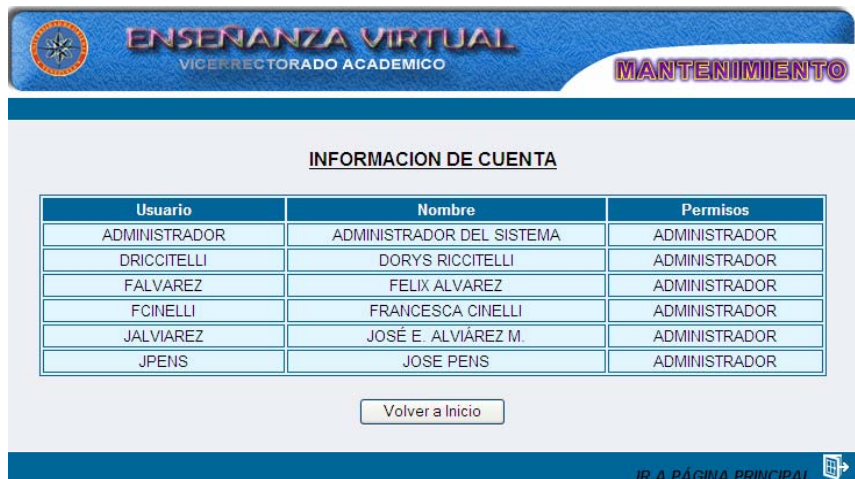 ENSEÑANZA VIRTUAL
VICERRECTORADO ACADEMICO
MANTENIMIENTO
INFORMACION DE CUENTA
Usuario Nombre Permisos
ADMINISTRADOR ADMINISTRADOR DEL SISTEMA ADMINISTRADOR
DRICCITELLI DORYS RICCITELLI ADMINISTRADOR
FALVAREZ FELIX ALVAREZ ADMINISTRADOR
FCINELLI FRANCESCA CINELLI ADMINISTRADOR
JALVIAREZ JOSÉ E. ALVIÁREZ M. ADMINISTRADOR
JPENS JOSE PENS ADMINISTRADOR
Volver a Inicio
IR A PÁGINA PRINCIPAL